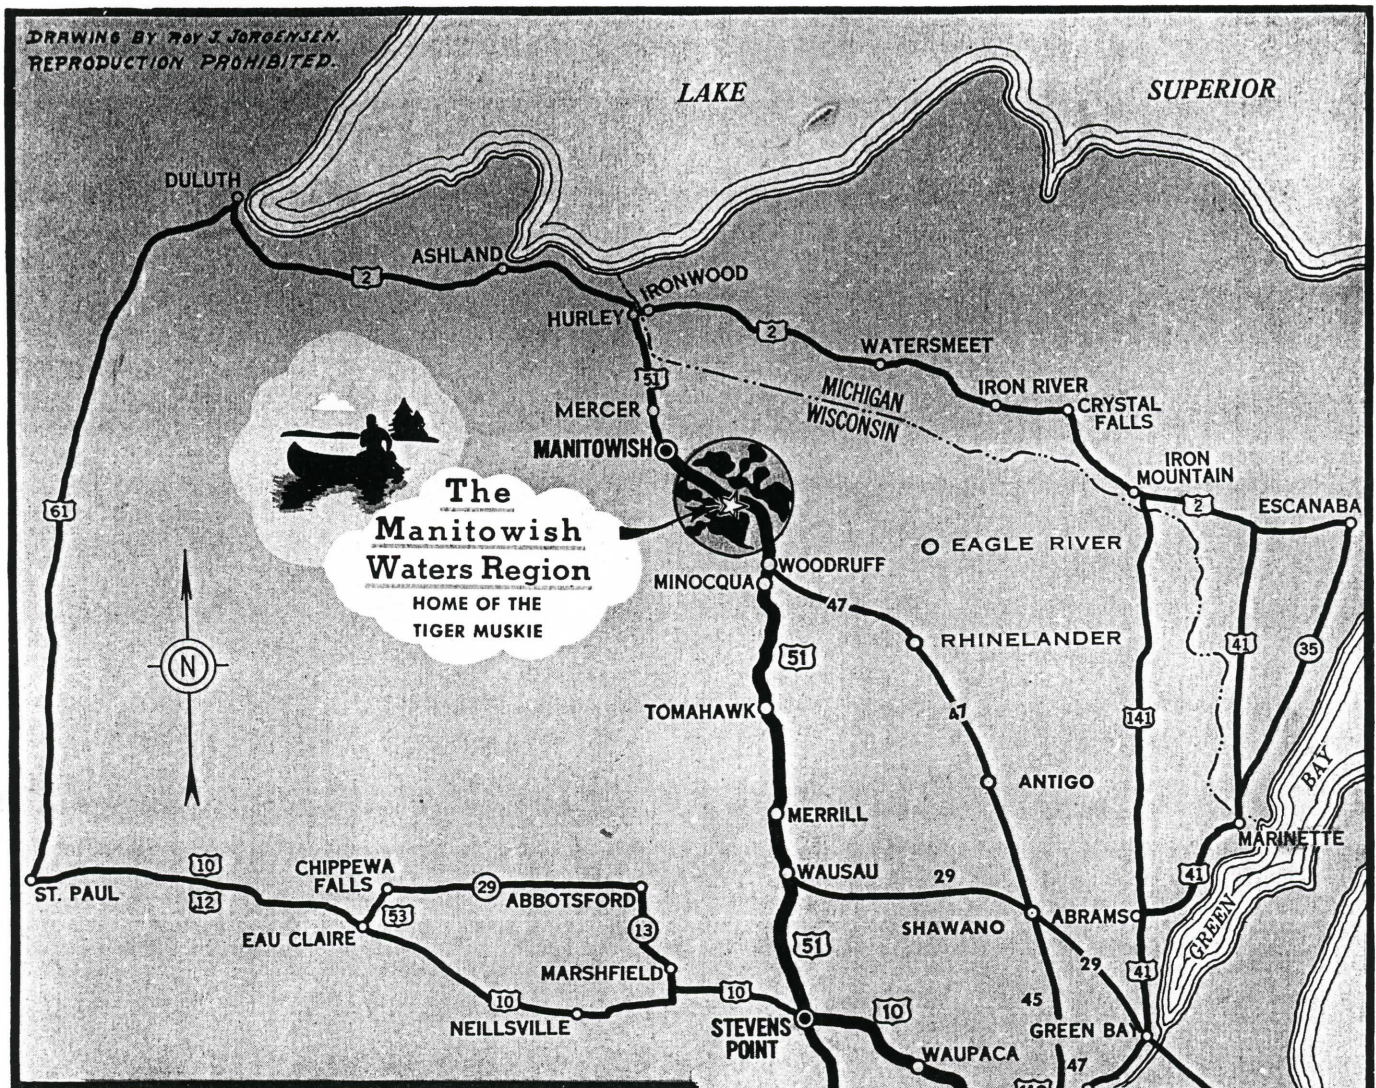 DRAWING BY ROY J. JORGENSEN.
REPRODUCTION PROHIBITED.
LAKE SUPERIOR
DULUTH
ASHLAND
2
IRONWOOD
HURLEY
2
WATERSMEET
51
MICHIGAN
WISCONSIN
IRON RIVER
CRYSTAL
FALLS
MERCER
MANITOWISH
IRON
MOUNTAIN
2
ESCANABA
61
The
Manitowish
Waters Region
HOME OF THE
TIGER MUSKIE
EAGLE RIVER
WOODRUFF
MINOCQUA
47
RHINELANDER
N
51
41
35
TOMAHAWK
47
141
ANTIGO
GREEN BAY
MERRILL
MARINETTE
10
12
ST. PAUL
CHIPPEWA
FALLS
29
ABBOTSFORD
WAUSAU
29
41
53
EAU CLAIRE
13
SHAWANO
ABRAMS
51
MARSHFIELD
29
41
10
NEILLSVILLE
10
STEVENS
POINT
10
45
GREEN BAY
WAUPACA
47